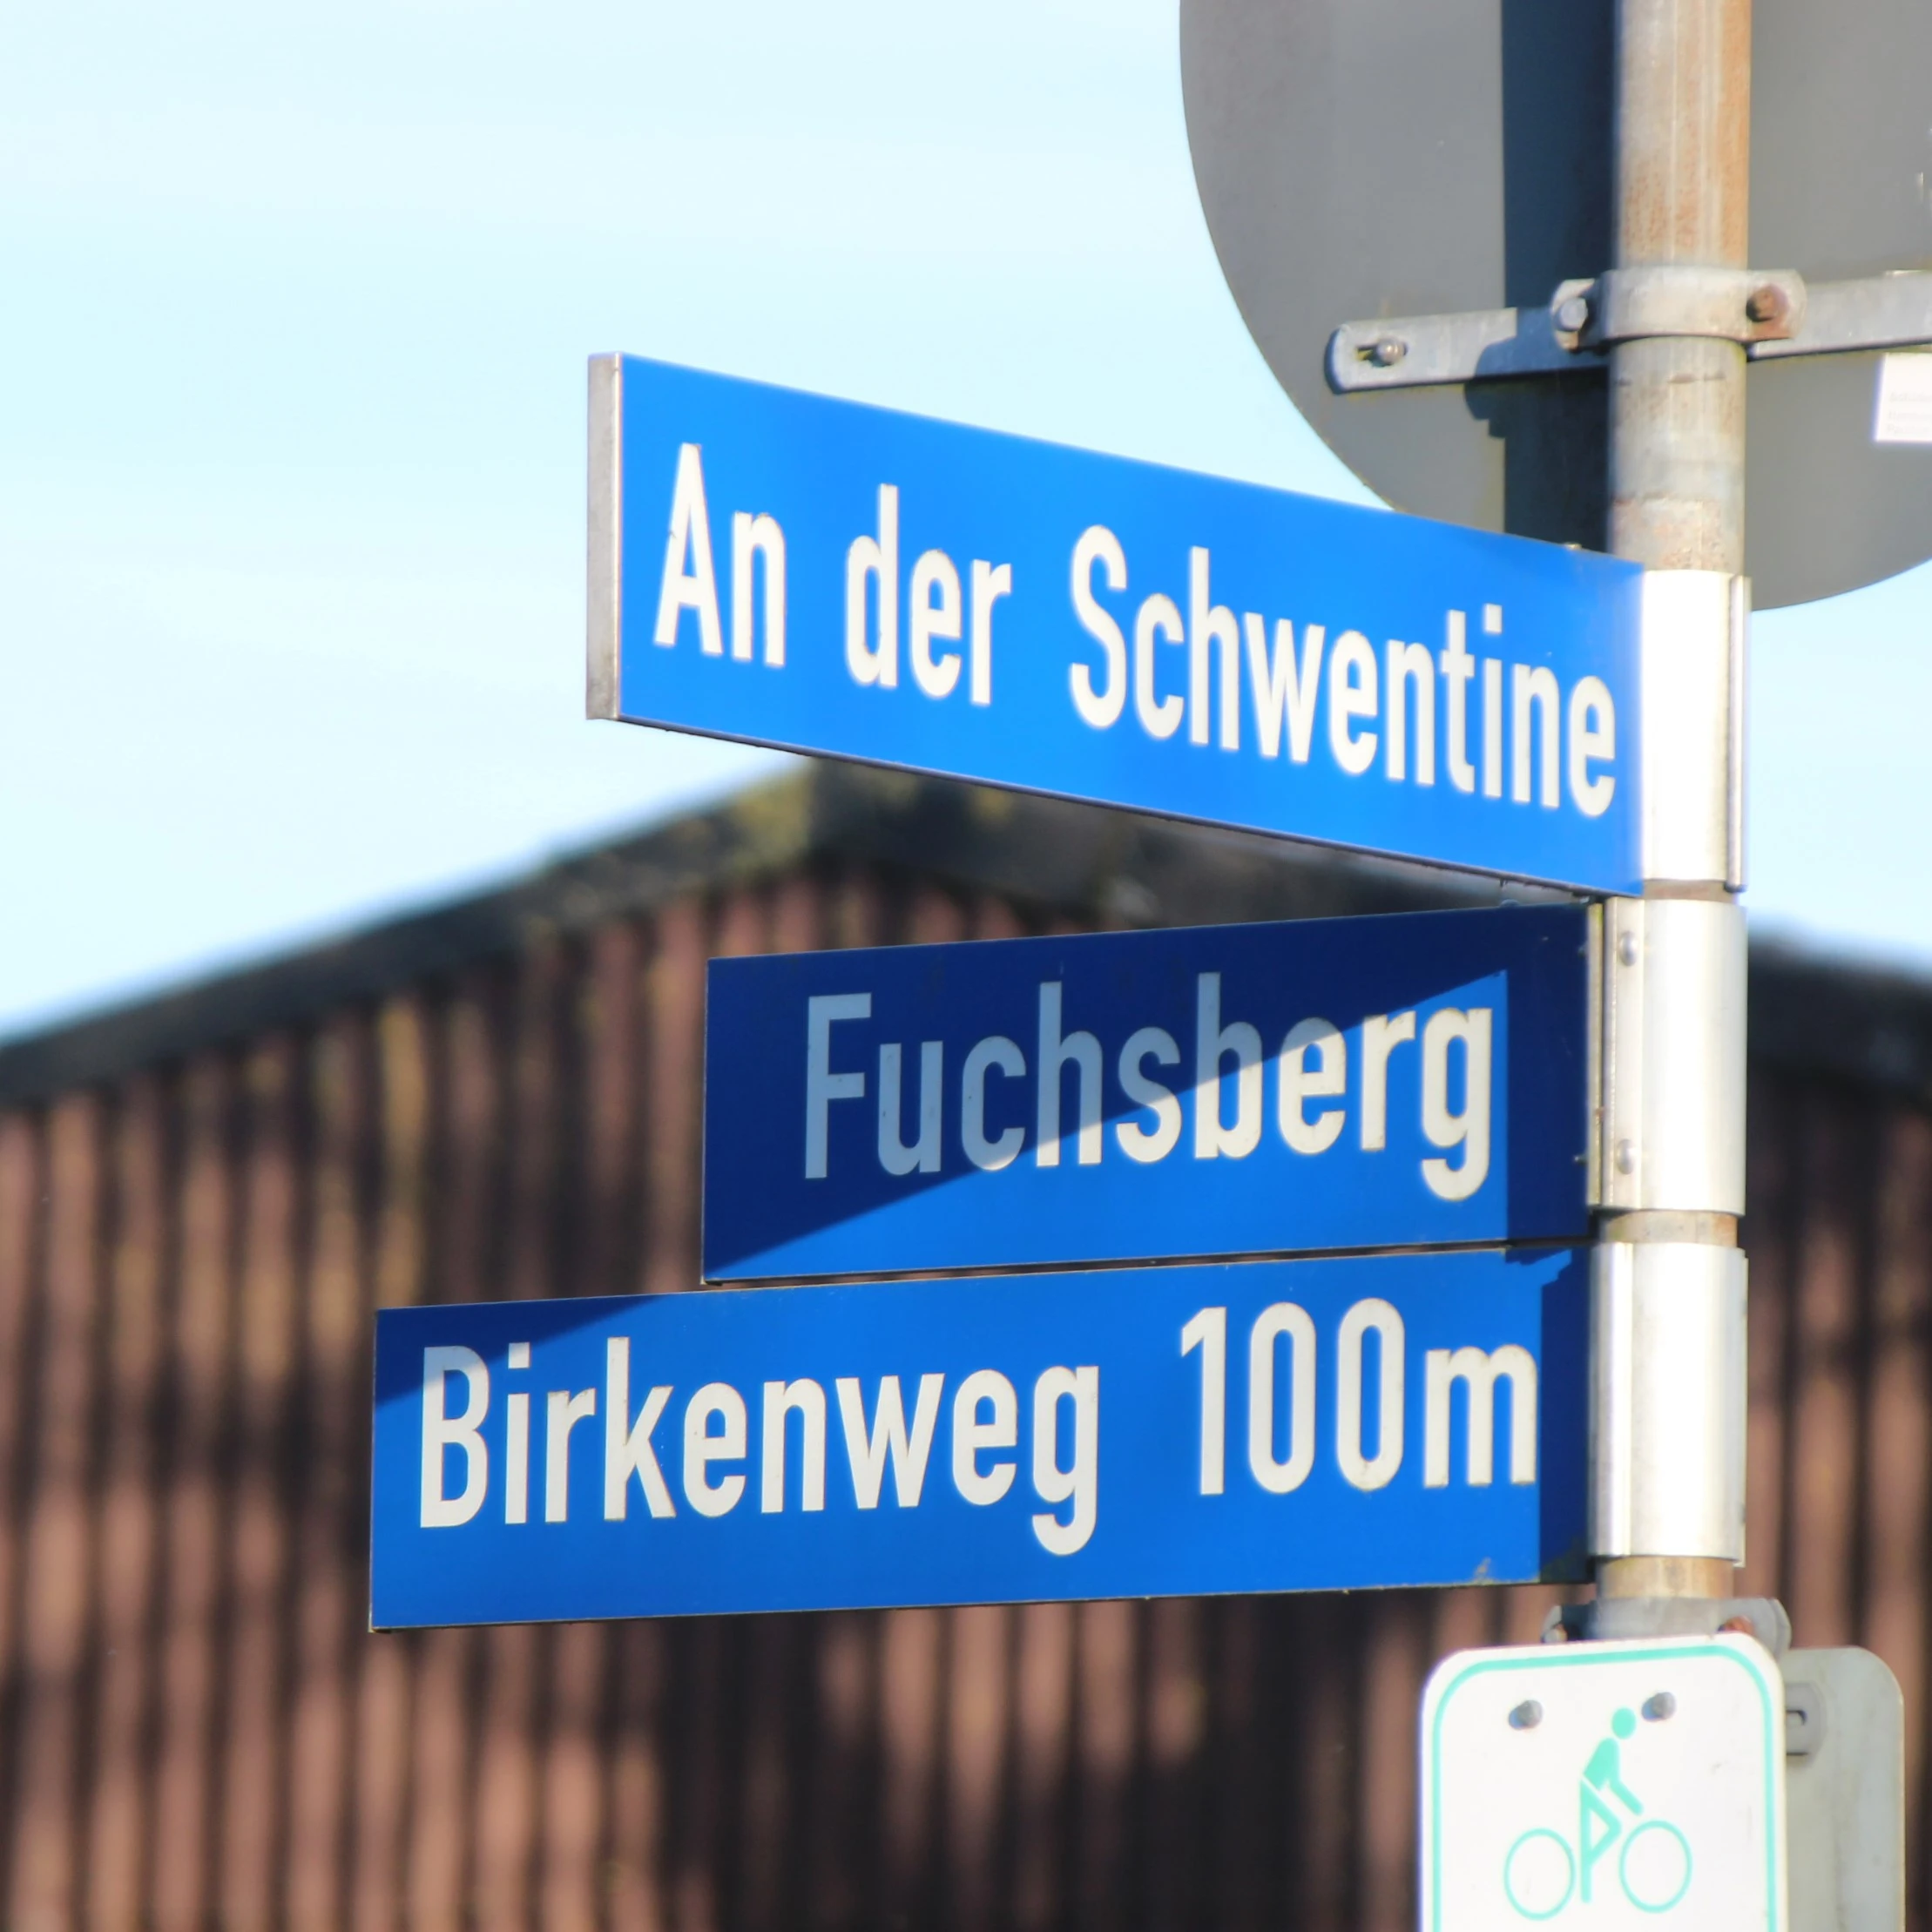 An der Schwentine
Fuchsberg
Birkenweg 100m